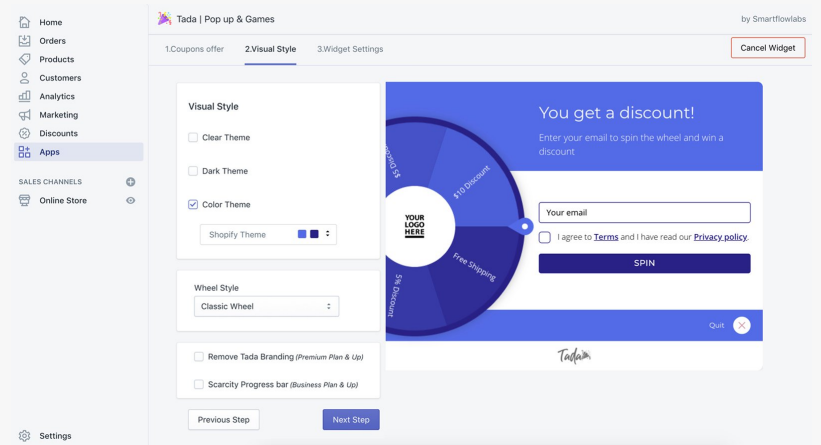 Home
Orders
Products
Customers
Analytics
Marketing
Discounts
Apps
SALES CHANNELS
Online Store
Settings
Tada | Pop up & Games
by Smartflowlabs
1.Coupons offer
2.Visual Style
3.Widget Settings
Cancel Widget
Visual Style
Clear Theme
Dark Theme
Color Theme
Shopify Theme
Wheel Style
Classic Wheel
Remove Tada Branding (Premium Plan & Up)
Scarcity Progress bar (Business Plan & Up)
Previous Step
Next Step
$5 Discount
$10 Discount
YOUR
LOGO
HERE
Free Shipping
5% Discount
You get a discount!
Enter your email to spin the wheel and win a
discount
Your email
I agree to Terms and I have read our Privacy policy.
SPIN
Quit
Tada